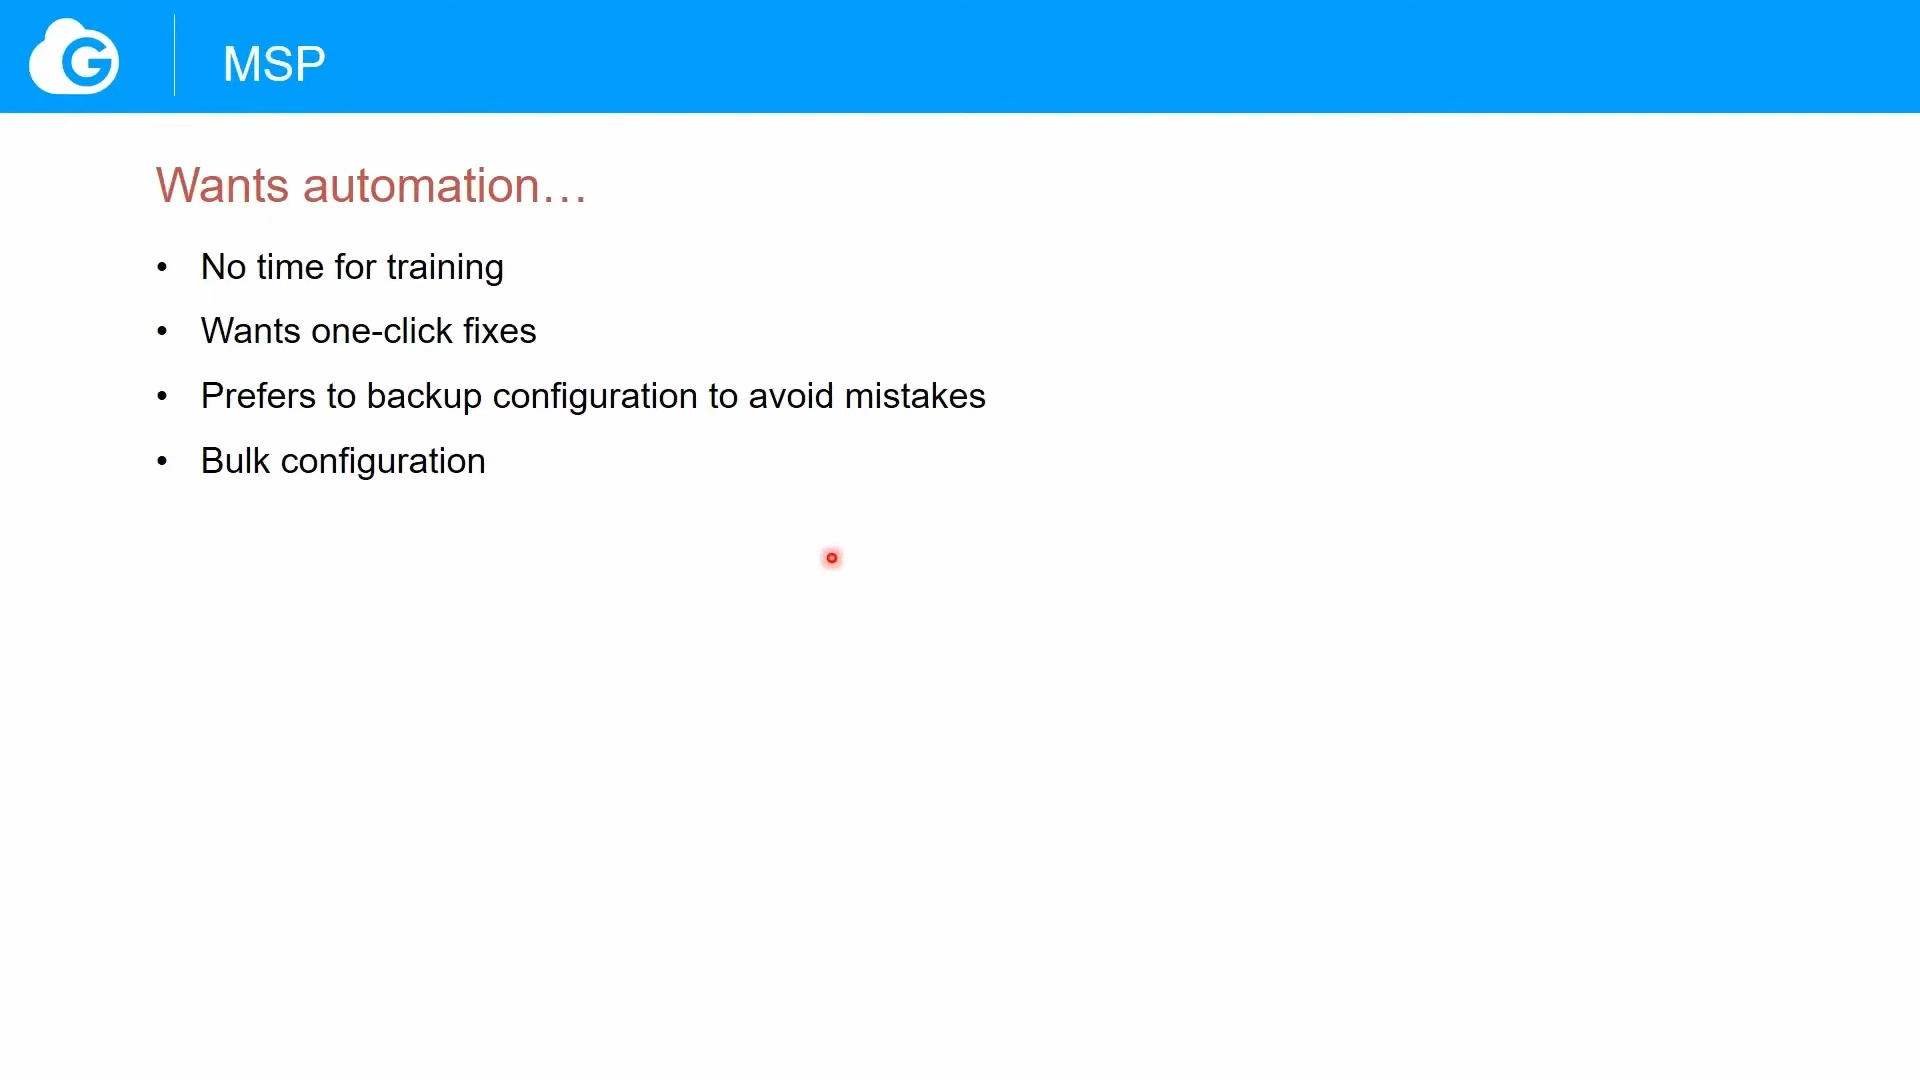 G
MSP
Wants automation…
• No time for training
• Wants one-click fixes
• Prefers to backup configuration to avoid mistakes
• Bulk configuration